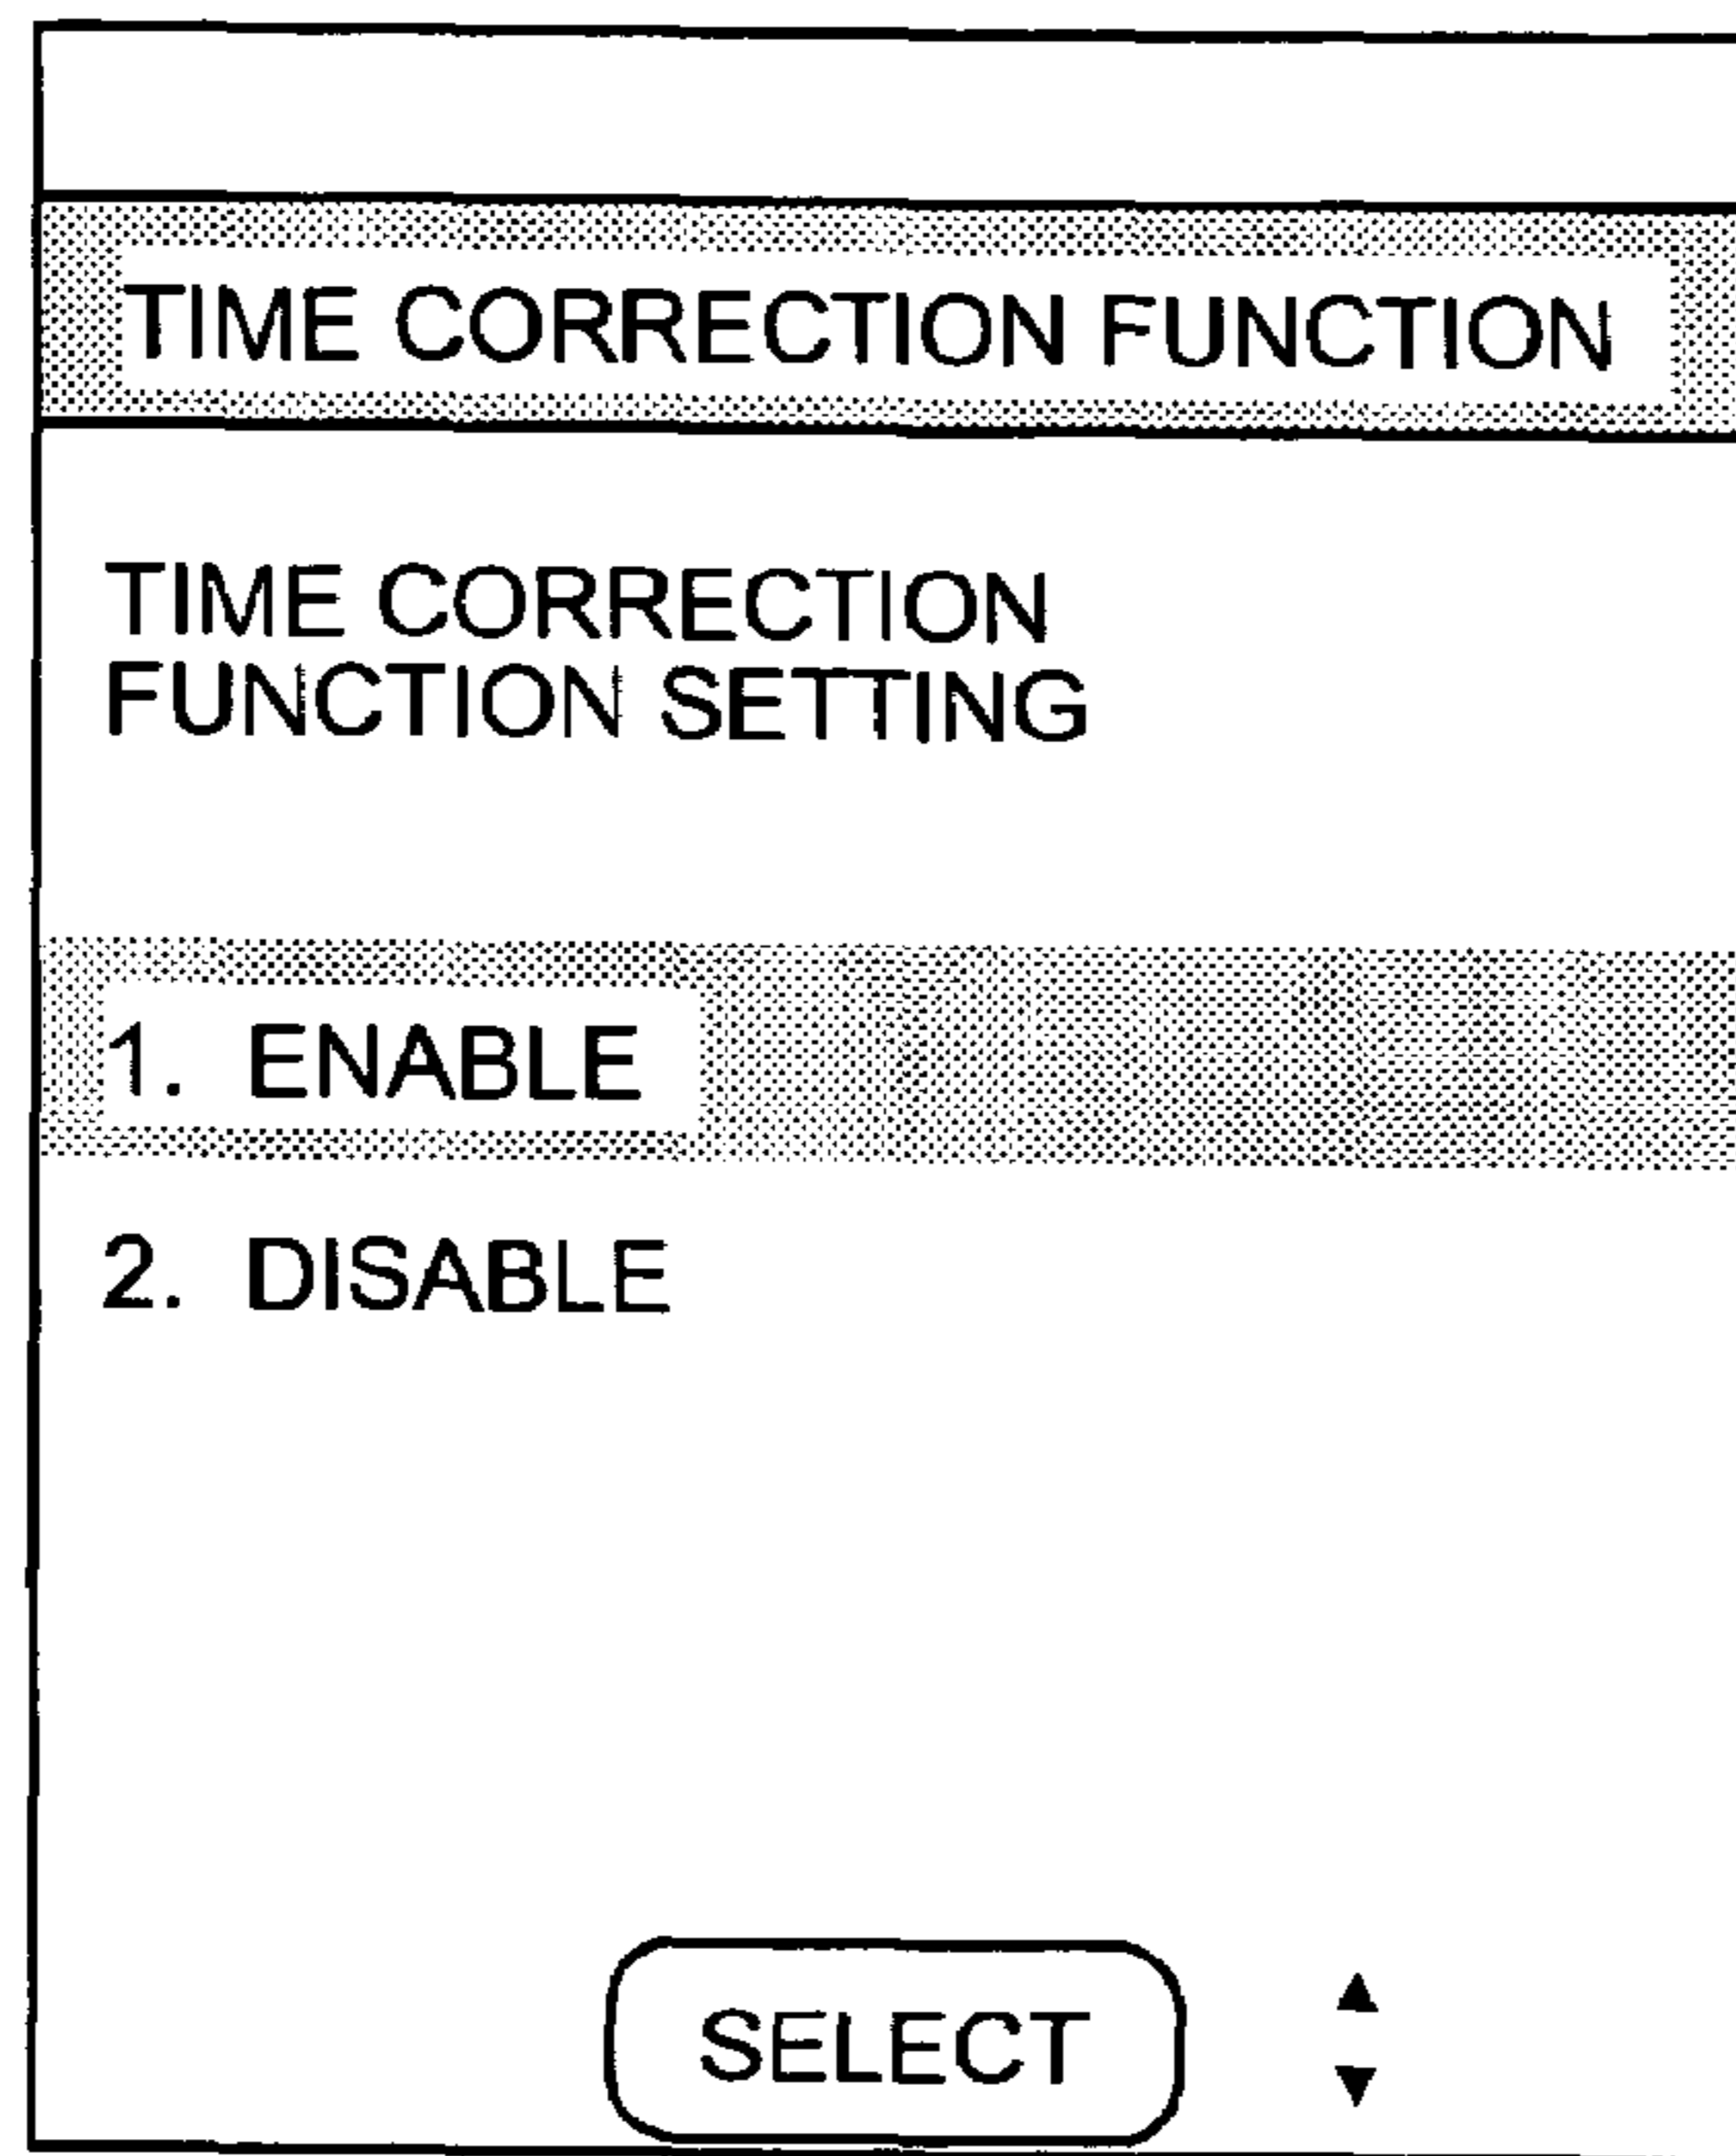 TIME CORRECTION FUNCTION
TIME CORRECTION
FUNCTION SETTING
1. ENABLE
2. DISABLE
SELECT